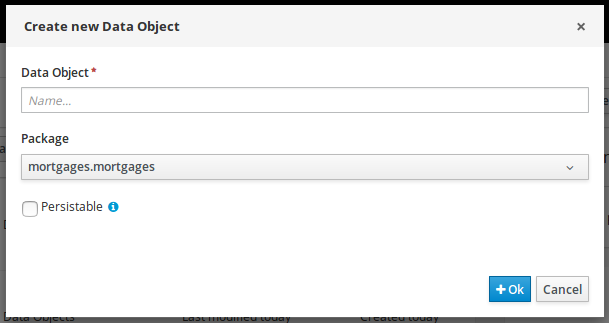 Create new Data Object
×
Data Object *
Name...
Package
mortgages.mortgages
Persistable
+ Ok
Cancel
Data Objects Last modified today Created today